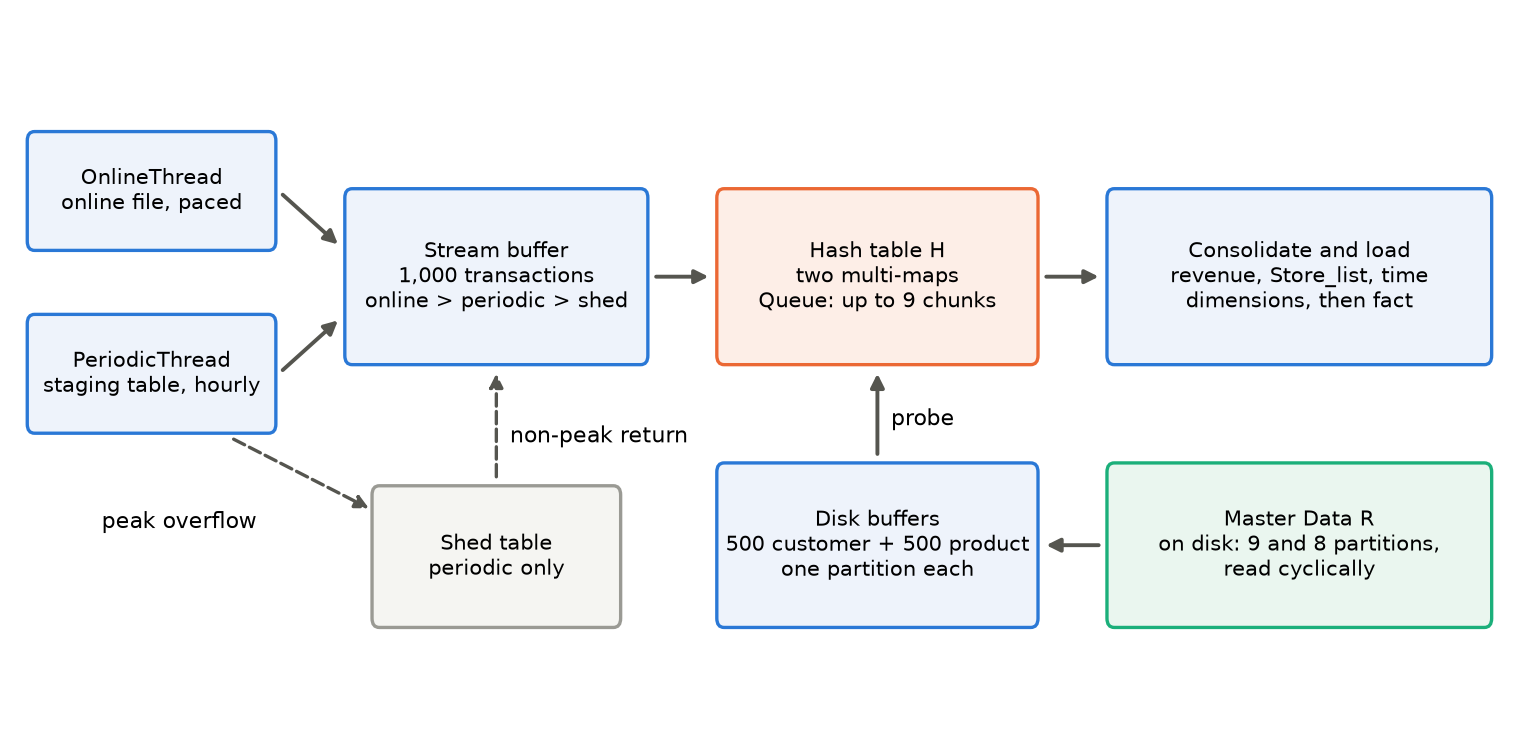 OnlineThread
online file, paced
PeriodicThread
staging table, hourly
Stream buffer
1,000 transactions
online > periodic > shed
Hash table H
two multi-maps
Queue: up to 9 chunks
Consolidate and load
revenue, Store_list, time
dimensions, then fact
non-peak return
probe
peak overflow
Shed table
periodic only
Disk buffers
500 customer + 500 product
one partition each
Master Data R
on disk: 9 and 8 partitions,
read cyclically